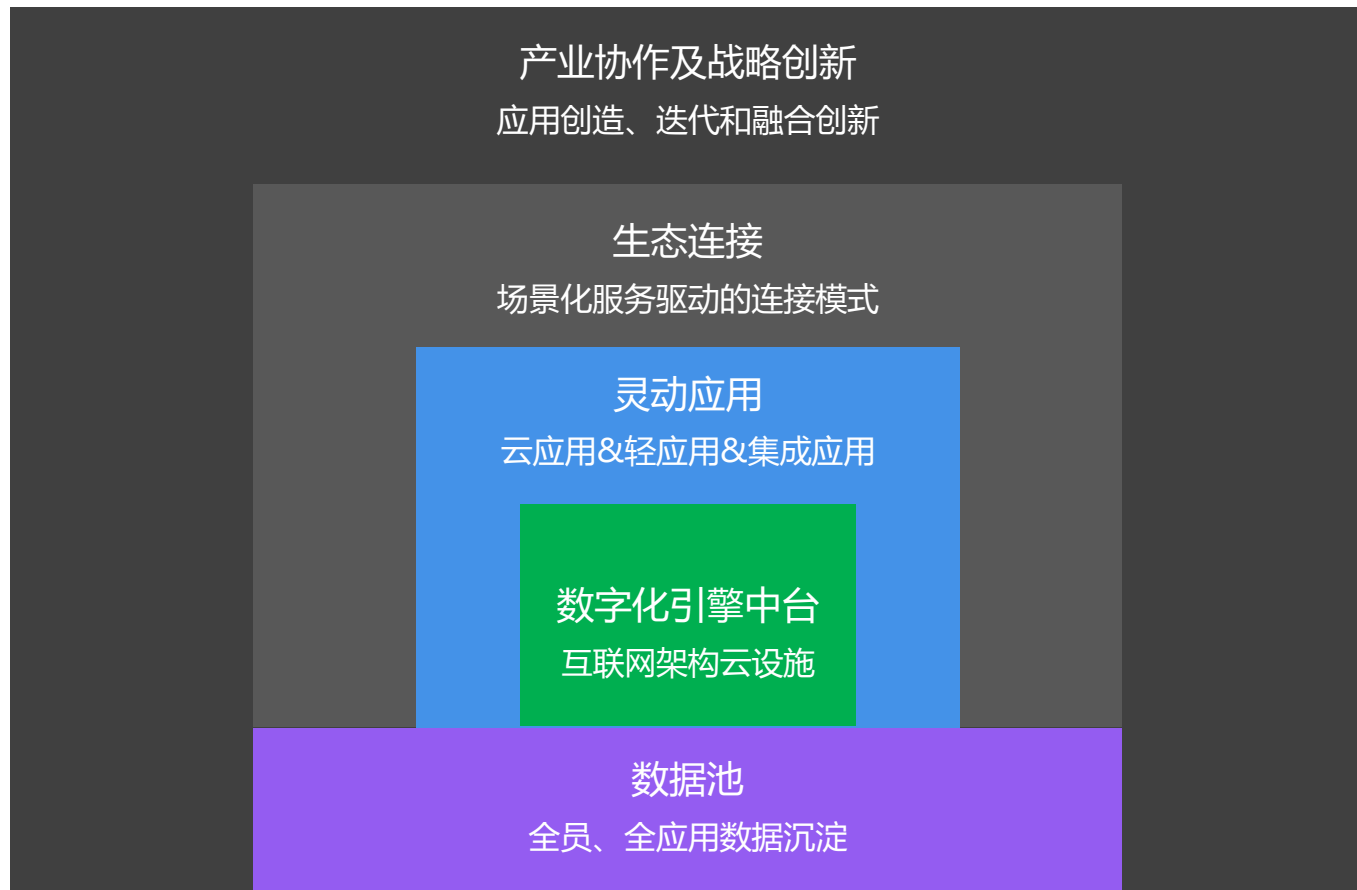 产业协作及战略创新
应用创造、迭代和融合创新
生态连接
场景化服务驱动的连接模式
灵动应用
云应用&轻应用&集成应用
数字化引擎中台
互联网架构云设施
数据池
全员、全应用数据沉淀